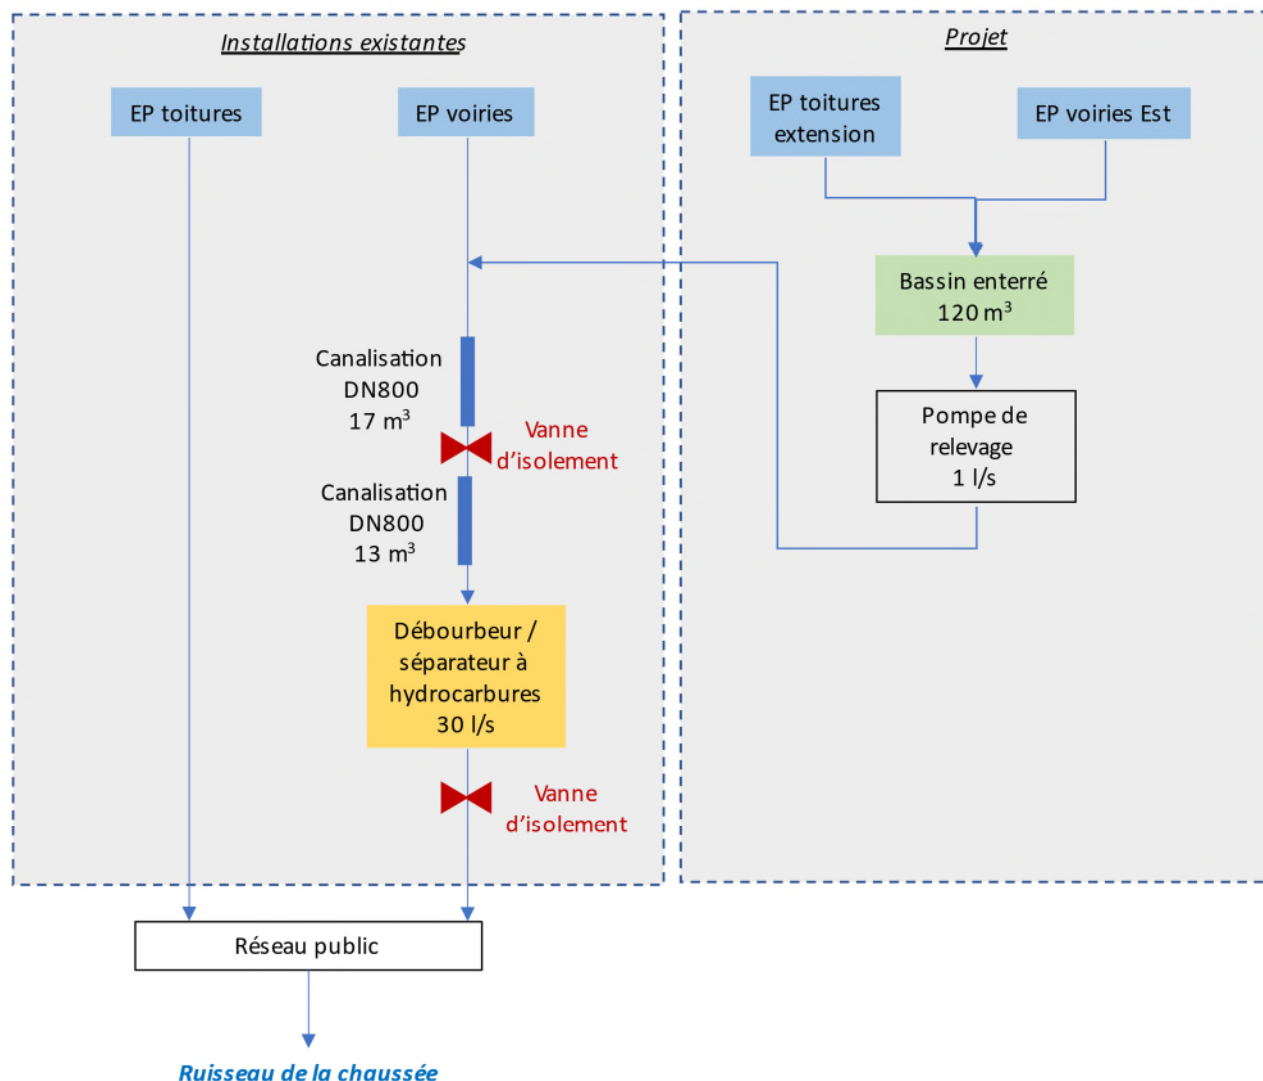 Installations existantes
EP toitures
EP voiries
Canalisation
DN800
17 m³
Vanne
d'isolement
Canalisation
DN800
13 m³
Débourbeur /
séparateur à
hydrocarbures
30 l/s
Vanne
d'isolement
Projet
EP toitures
extension
EP voiries Est
Bassin enterré
120 m³
Pompe de
relevage
1 l/s
Réseau public
Ruisseau de la chaussée